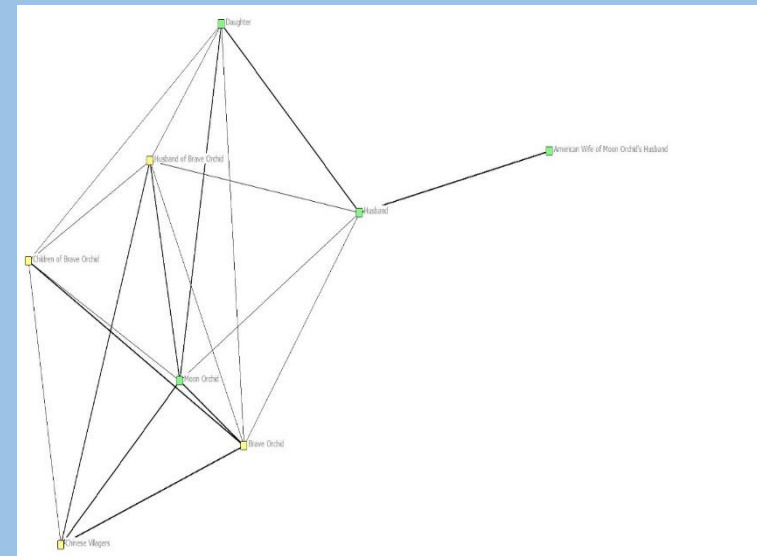 Daughter
American Wife of Moon Orchid's Husband
Husband of Brave Orchid
Husband
Children of Brave Orchid
Moon Orchid
Brave Orchid
Chinese Villagers